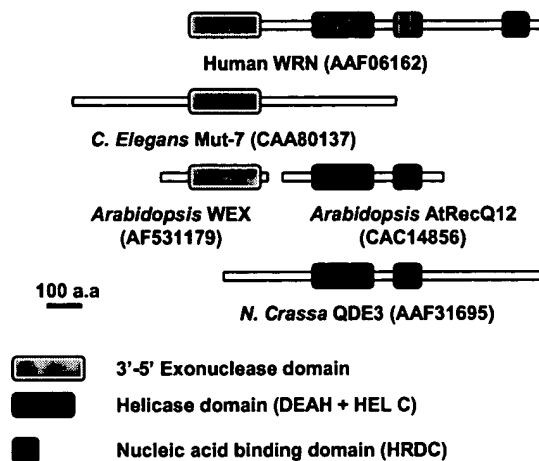 Human WRN (AAF06162)
C. Elegans Mut-7 (CAA80137)
Arabidopsis WEX
(AF531179)
Arabidopsis AtRecQ12
(CAC14856)
100 a.a
N. Crassa QDE3 (AAF31695)
3'-5' Exonuclease domain
Helicase domain (DEAH + HEL C)
Nucleic acid binding domain (HRDC)